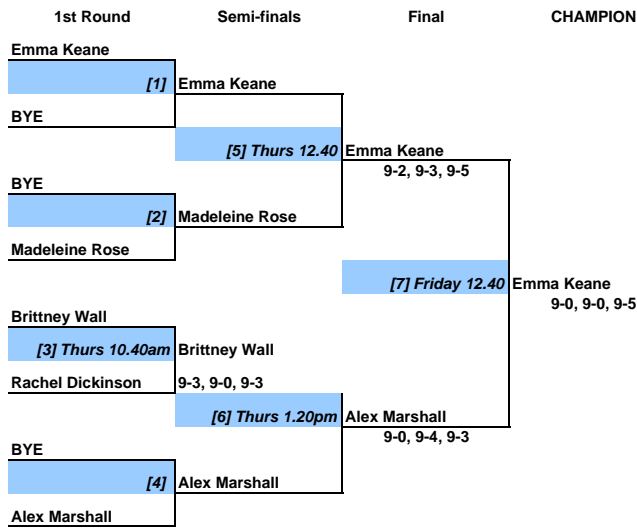 1st Round Semi-finals Final CHAMPION
Emma Keane
[1] Emma Keane
BYE
[5] Thurs 12.40 Emma Keane
9-2, 9-3, 9-5
BYE
[2] Madeleine Rose
Madeleine Rose
[7] Friday 12.40 Emma Keane
9-0, 9-0, 9-5
Brittney Wall
[3] Thurs 10.40am Brittney Wall
Rachel Dickinson 9-3, 9-0, 9-3
[6] Thurs 1.20pm Alex Marshall
9-0, 9-4, 9-3
BYE
[4] Alex Marshall
Alex Marshall